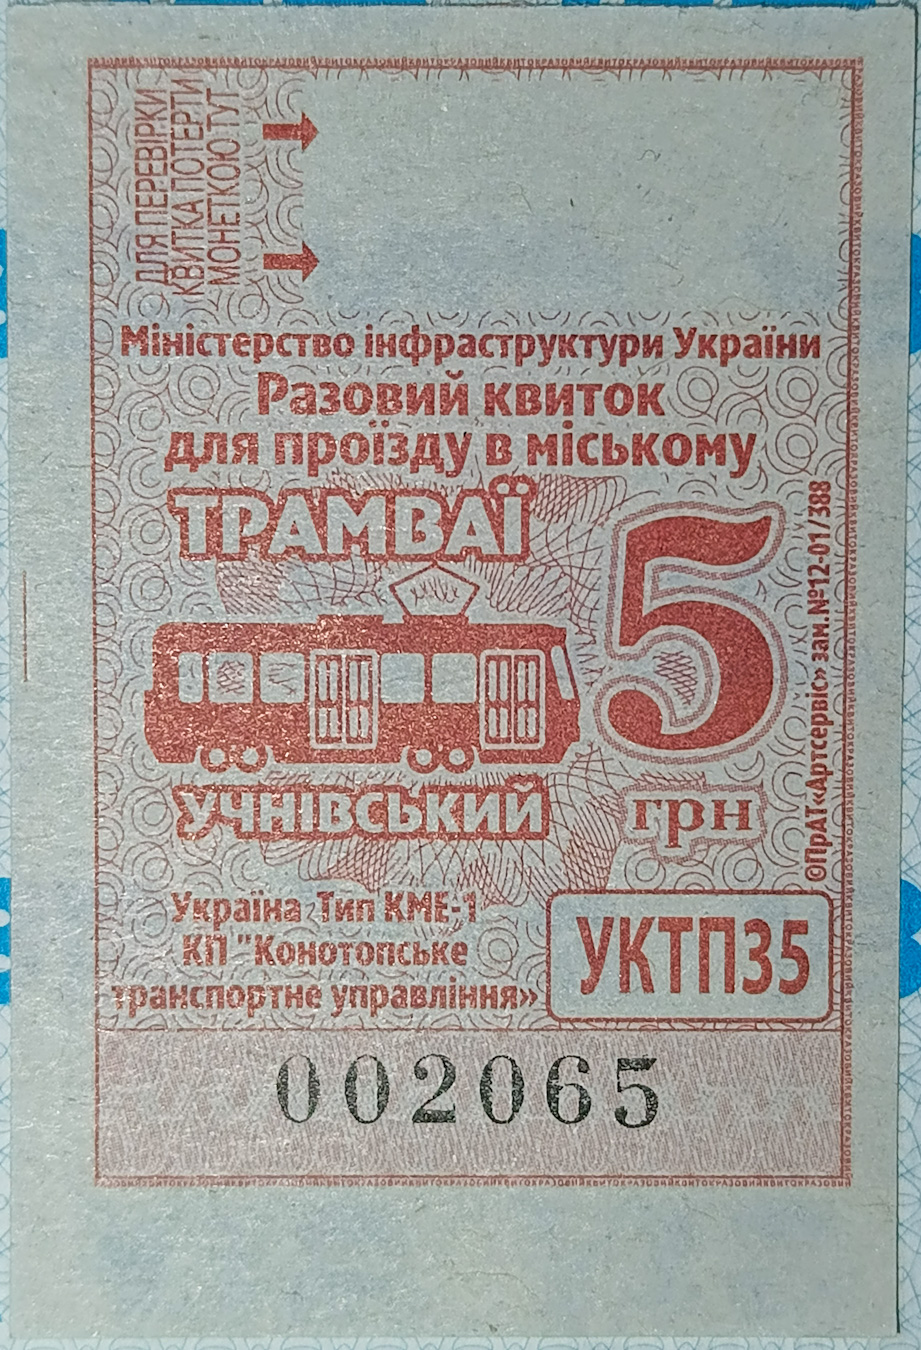 ДЛЯ ПЕРЕВІРКИ
КВИТКА ПОТЕРТИ
МОНЕТКОЮ ТУТ
Міністерство інфраструктури України
Разовий квиток
для проїзду в міському
ТРАМВАЇ
5
грн
УЧНІВСЬКИЙ
©ПрАТ«Артсервіс» зам.№12-01/388
Україна Тип КМЕ-1
КП "Конотопське
транспортне управління»
УКТП35
002065